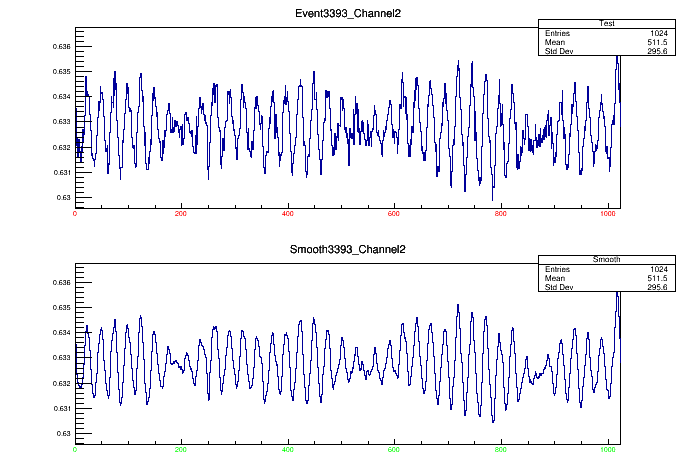 Event3393_Channel2
Test
Entries 1024
Mean 511.5
Std Dev 295.6
0.636
0.635
0.634
0.633
0.632
0.631
0.63
0 200 400 600 800 1000
Smooth3393_Channel2
Smooth
Entries 1024
Mean 511.5
Std Dev 295.6
0.636
0.635
0.634
0.633
0.632
0.631
0.63
0 200 400 600 800 1000